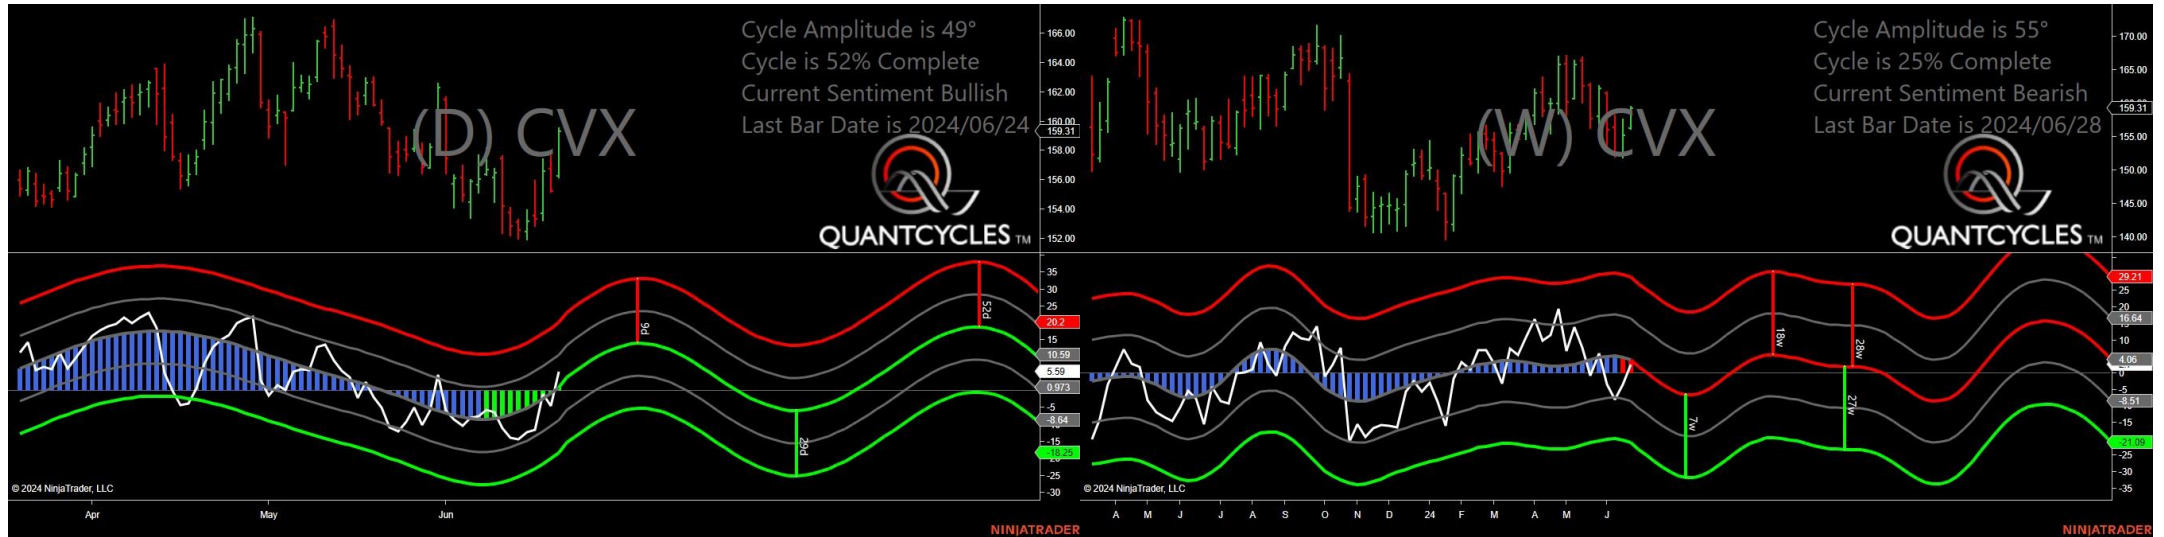 Cycle Amplitude is 49°
Cycle is 52% Complete
Current Sentiment Bullish
Last Bar Date is 2024/06/24
(D) CVX
QUANTCYCLES TM
166.00
164.00
162.00
160.00
159.31
158.00
156.00
154.00
152.00
9d
29d
52d
35
30
25
20.2
15
10.59
5.59
0.973
-5
-8.64
-15
-18.25
-25
-30
© 2024 NinjaTrader, LLC
Apr May Jun
NINJATRADER
Cycle Amplitude is 55°
Cycle is 25% Complete
Current Sentiment Bearish
Last Bar Date is 2024/06/28
(W) CVX
QUANTCYCLES TM
170.00
165.00
159.31
155.00
150.00
145.00
140.00
7w
18w
28w
27w
29.21
25
20
16.64
10
4.06
0
-5
-8.51
-15
-21.09
-25
-30
-35
© 2024 NinjaTrader, LLC
A M J J A S O N D 24 F M A M J
NINJATRADER